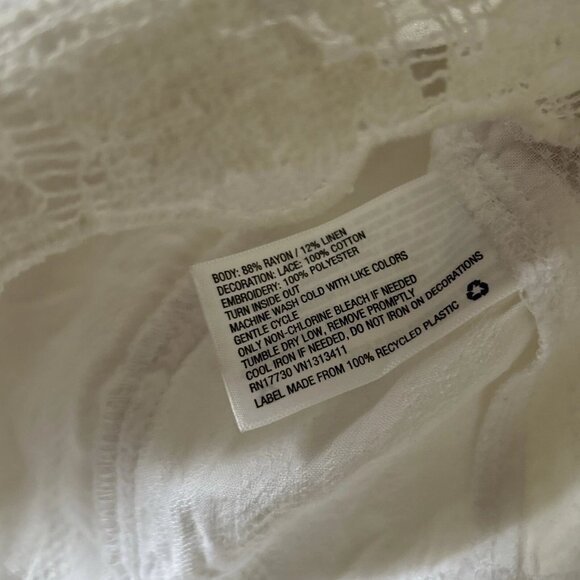 BODY: 88% RAYON / 12% LINEN
DECORATION: LACE: 100% COTTON
EMBROIDERY: 100% POLYESTER
TURN INSIDE OUT
MACHINE WASH COLD WITH LIKE COLORS
GENTLE CYCLE
ONLY NON-CHLORINE BLEACH IF NEEDED
TUMBLE DRY LOW, REMOVE PROMPTLY
COOL IRON IF NEEDED, DO NOT IRON ON DECORATIONS
RN17730 VN1313411
LABEL MADE FROM 100% RECYCLED PLASTIC